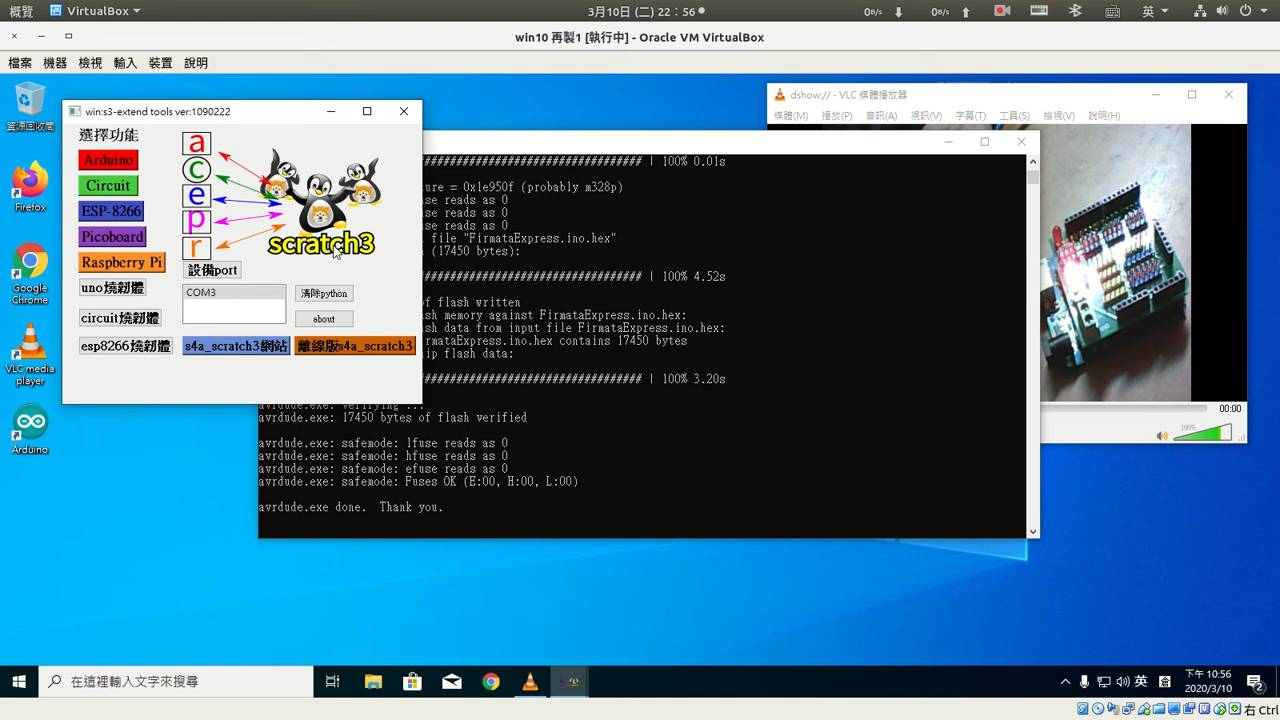 概覽 VirtualBox 3月10日 (二) 22：56 0B/s 0B/s 英
win10 再製1 [執行中] - Oracle VM VirtualBox
檔案 機器 檢視 輸入 裝置 說明
資源回收筒
Firefox
Google
Chrome
VLC media
player
Arduino
win:s3-extend tools ver:1090222
選擇功能
Arduino
Circuit
ESP-8266
Picoboard
Raspberry Pi
uno燒韌體
circuit燒韌體
esp8266燒韌體
a
c
e
p
r
scratch3
設備port
COM3
清除python
about
s4a_scratch3網站
離線版s4a_scratch3
################################## | 100% 0.01s
ure = 0x1e950f (probably m328p)
se reads as 0
se reads as 0
se reads as 0
file "FirmataExpress.ino.hex"
(17450 bytes):
################################## | 100% 4.52s
of flash written
sh memory against FirmataExpress.ino.hex:
sh data from input file FirmataExpress.ino.hex:
rmataExpress.ino.hex contains 17450 bytes
ip flash data:
################################## | 100% 3.20s
avrdude.exe: verifying ...
avrdude.exe: 17450 bytes of flash verified
avrdude.exe: safemode: lfuse reads as 0
avrdude.exe: safemode: hfuse reads as 0
avrdude.exe: safemode: efuse reads as 0
avrdude.exe: safemode: Fuses OK (E:00, H:00, L:00)
avrdude.exe done.  Thank you.
dshow:// - VLC 媒體播放器
媒體(M) 播放(P) 音訊(A) 視訊(V) 字幕(T) 工具(S) 檢視(V) 說明(H)
00:00
100%
在這裡輸入文字來搜尋
英
下午 10:56
2020/3/10
2
右 Ctrl